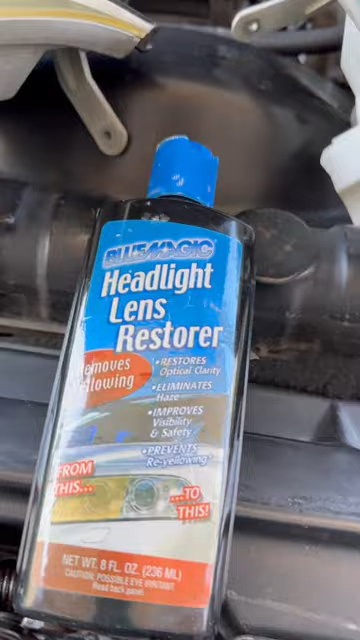 BLUEMAGIC
Headlight
Lens
Restorer
Removes
Yellowing
•RESTORES
Optical Clarity
•ELIMINATES
Haze
•IMPROVES
Visibility
& Safety
•PREVENTS
Re-yellowing
FROM
THIS...
...TO
THIS!
NET WT. 8 FL. OZ. (236 ML)
CAUTION: POSSIBLE EYE IRRITANT.
Read back panel